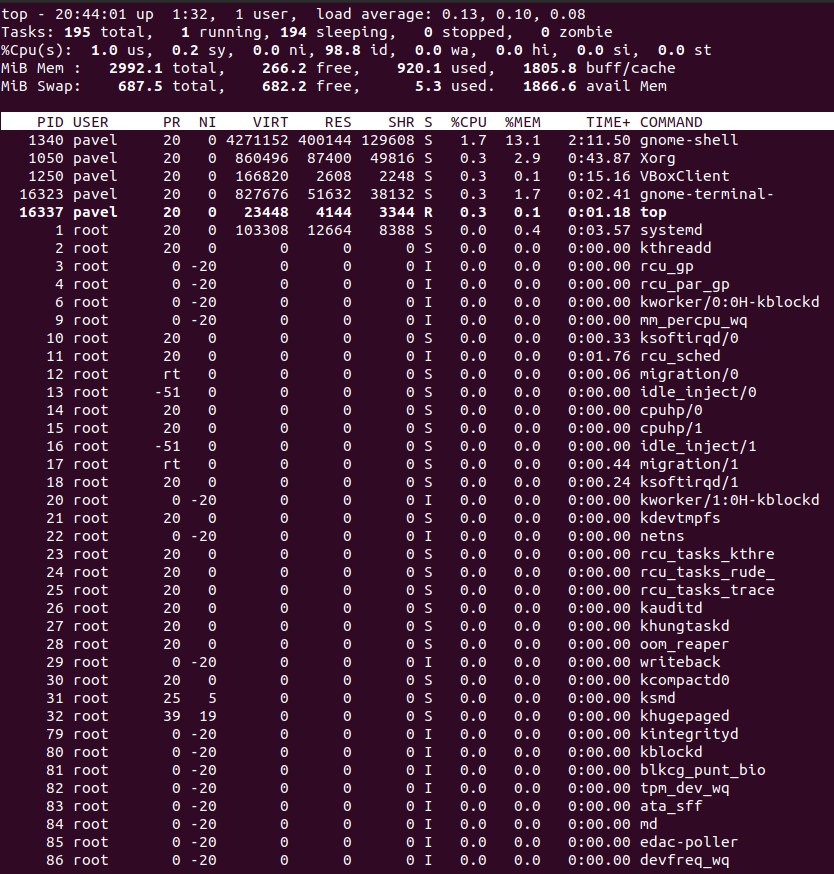 top - 20:44:01 up  1:32,  1 user,  load average: 0.13, 0.10, 0.08
Tasks: 195 total,   1 running, 194 sleeping,   0 stopped,   0 zombie
%Cpu(s):  1.0 us,  0.2 sy,  0.0 ni, 98.8 id,  0.0 wa,  0.0 hi,  0.0 si,  0.0 st
MiB Mem :   2992.1 total,    266.2 free,    920.1 used,   1805.8 buff/cache
MiB Swap:    687.5 total,    682.2 free,      5.3 used.   1866.6 avail Mem
    PID USER      PR  NI    VIRT    RES    SHR S  %CPU  %MEM     TIME+ COMMAND
   1340 pavel     20   0 4271152 400144 129608 S   1.7  13.1   2:11.50 gnome-shell
   1050 pavel     20   0  860496  87400  49816 S   0.3   2.9   0:43.87 Xorg
   1250 pavel     20   0  166820   2608   2248 S   0.3   0.1   0:15.16 VBoxClient
  16323 pavel     20   0  827676  51632  38132 S   0.3   1.7   0:02.41 gnome-terminal-
  16337 pavel     20   0   23448   4144   3344 R   0.3   0.1   0:01.18 top
      1 root      20   0  103308  12664   8388 S   0.0   0.4   0:03.57 systemd
      2 root      20   0       0      0      0 S   0.0   0.0   0:00.00 kthreadd
      3 root       0 -20       0      0      0 I   0.0   0.0   0:00.00 rcu_gp
      4 root       0 -20       0      0      0 I   0.0   0.0   0:00.00 rcu_par_gp
      6 root       0 -20       0      0      0 I   0.0   0.0   0:00.00 kworker/0:0H-kblockd
      9 root       0 -20       0      0      0 I   0.0   0.0   0:00.00 mm_percpu_wq
     10 root      20   0       0      0      0 S   0.0   0.0   0:00.33 ksoftirqd/0
     11 root      20   0       0      0      0 I   0.0   0.0   0:01.76 rcu_sched
     12 root      rt   0       0      0      0 S   0.0   0.0   0:00.06 migration/0
     13 root     -51   0       0      0      0 S   0.0   0.0   0:00.00 idle_inject/0
     14 root      20   0       0      0      0 S   0.0   0.0   0:00.00 cpuhp/0
     15 root      20   0       0      0      0 S   0.0   0.0   0:00.00 cpuhp/1
     16 root     -51   0       0      0      0 S   0.0   0.0   0:00.00 idle_inject/1
     17 root      rt   0       0      0      0 S   0.0   0.0   0:00.44 migration/1
     18 root      20   0       0      0      0 S   0.0   0.0   0:00.24 ksoftirqd/1
     20 root       0 -20       0      0      0 I   0.0   0.0   0:00.00 kworker/1:0H-kblockd
     21 root      20   0       0      0      0 S   0.0   0.0   0:00.00 kdevtmpfs
     22 root       0 -20       0      0      0 I   0.0   0.0   0:00.00 netns
     23 root      20   0       0      0      0 S   0.0   0.0   0:00.00 rcu_tasks_kthre
     24 root      20   0       0      0      0 S   0.0   0.0   0:00.00 rcu_tasks_rude_
     25 root      20   0       0      0      0 S   0.0   0.0   0:00.00 rcu_tasks_trace
     26 root      20   0       0      0      0 S   0.0   0.0   0:00.00 kauditd
     27 root      20   0       0      0      0 S   0.0   0.0   0:00.00 khungtaskd
     28 root      20   0       0      0      0 S   0.0   0.0   0:00.00 oom_reaper
     29 root       0 -20       0      0      0 I   0.0   0.0   0:00.00 writeback
     30 root      20   0       0      0      0 S   0.0   0.0   0:00.00 kcompactd0
     31 root      25   5       0      0      0 S   0.0   0.0   0:00.00 ksmd
     32 root      39  19       0      0      0 S   0.0   0.0   0:00.00 khugepaged
     79 root       0 -20       0      0      0 I   0.0   0.0   0:00.00 kintegrityd
     80 root       0 -20       0      0      0 I   0.0   0.0   0:00.00 kblockd
     81 root       0 -20       0      0      0 I   0.0   0.0   0:00.00 blkcg_punt_bio
     82 root       0 -20       0      0      0 I   0.0   0.0   0:00.00 tpm_dev_wq
     83 root       0 -20       0      0      0 I   0.0   0.0   0:00.00 ata_sff
     84 root       0 -20       0      0      0 I   0.0   0.0   0:00.00 md
     85 root       0 -20       0      0      0 I   0.0   0.0   0:00.00 edac-poller
     86 root       0 -20       0      0      0 I   0.0   0.0   0:00.00 devfreq_wq